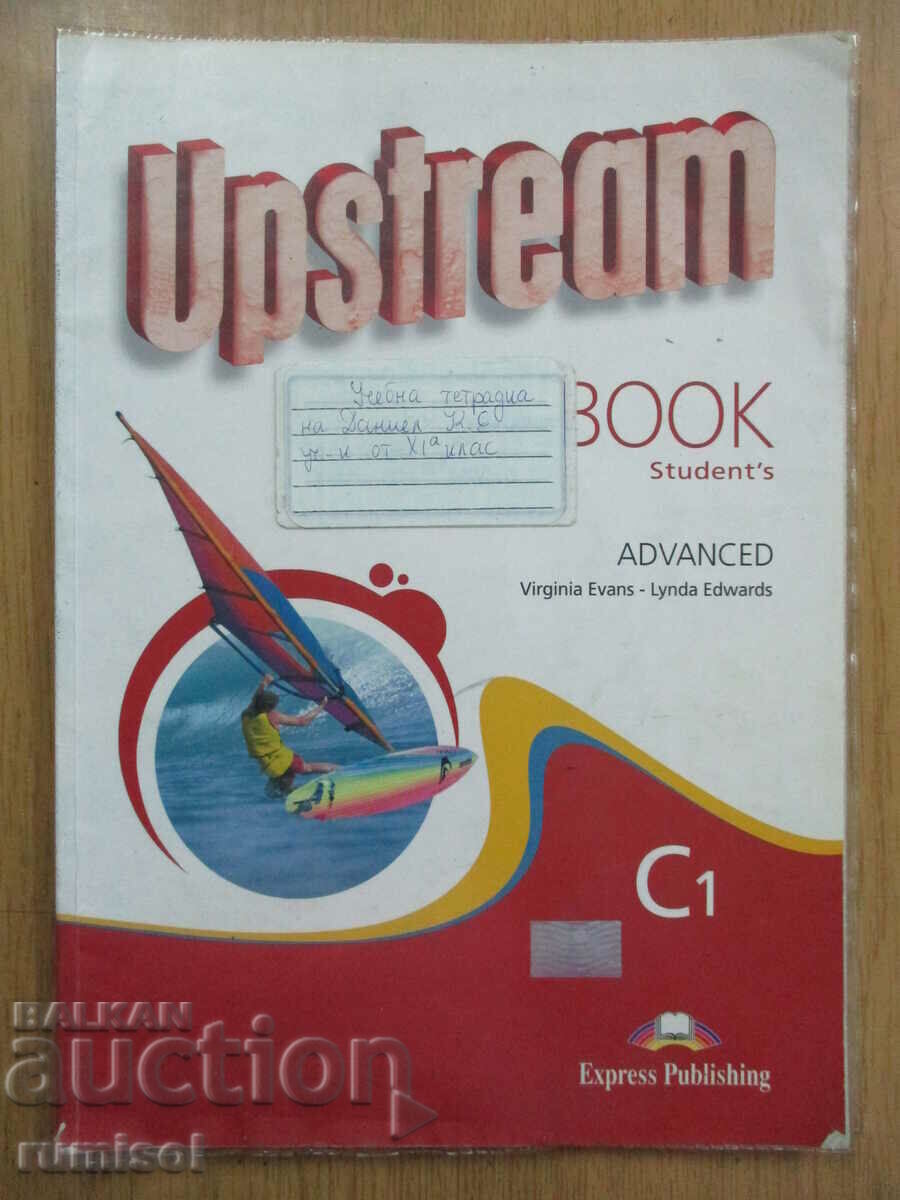 Upstream
BOOK
Student's
Учебна тетрадка
на Даниел К. С
уч-к от XIª клас
ADVANCED
Virginia Evans - Lynda Edwards
C1
Express Publishing
BALKAN
auction
rumisol